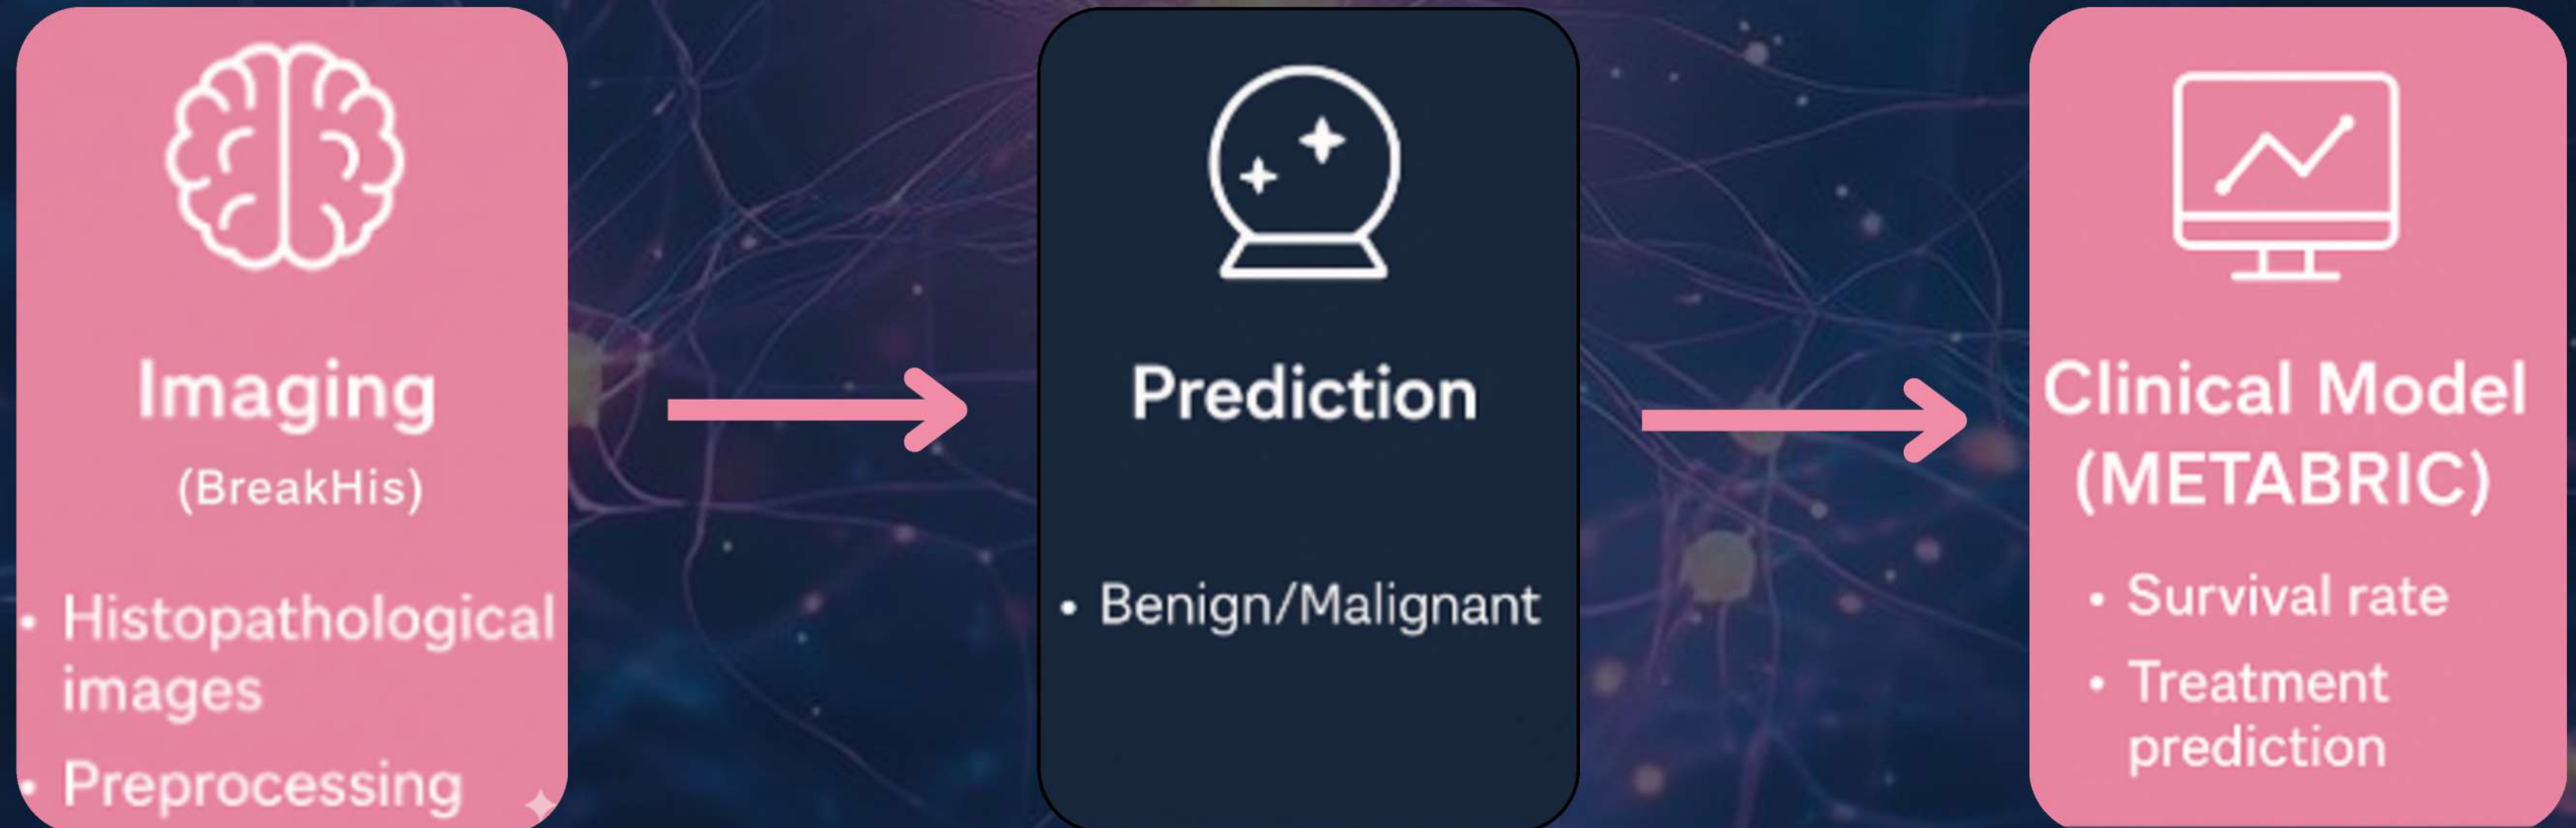 Imaging
(BreakHis)
• Histopathological
images
• Preprocessing
Prediction
• Benign/Malignant
Clinical Model
(METABRIC)
• Survival rate
• Treatment
prediction